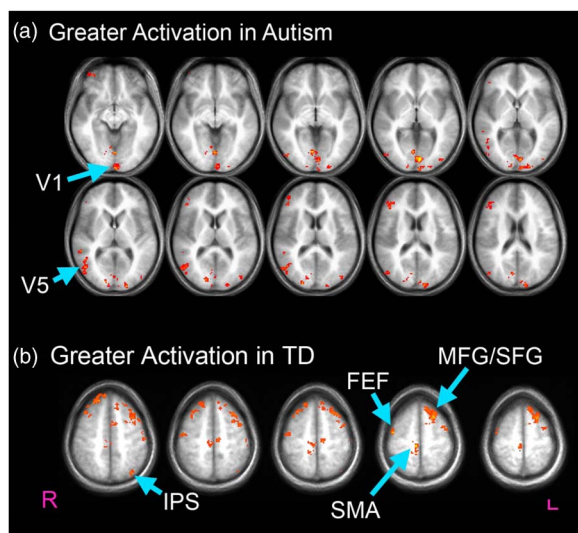 (a) Greater Activation in Autism
V1
V5
(b) Greater Activation in TD
MFG/SFG
FEF
IPS
SMA
R
L